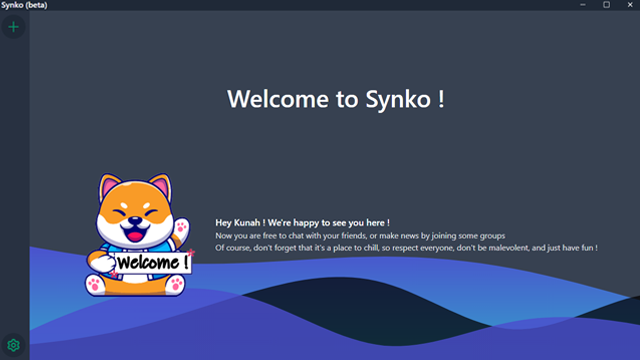 Synko (beta)
Welcome to Synko !
Hey Kunah ! We're happy to see you here !
Now you are free to chat with your friends, or make news by joining some groups
Of course, don't forget that it's a place to chill, so respect everyone, don't be malevolent, and just have fun !
Welcome !